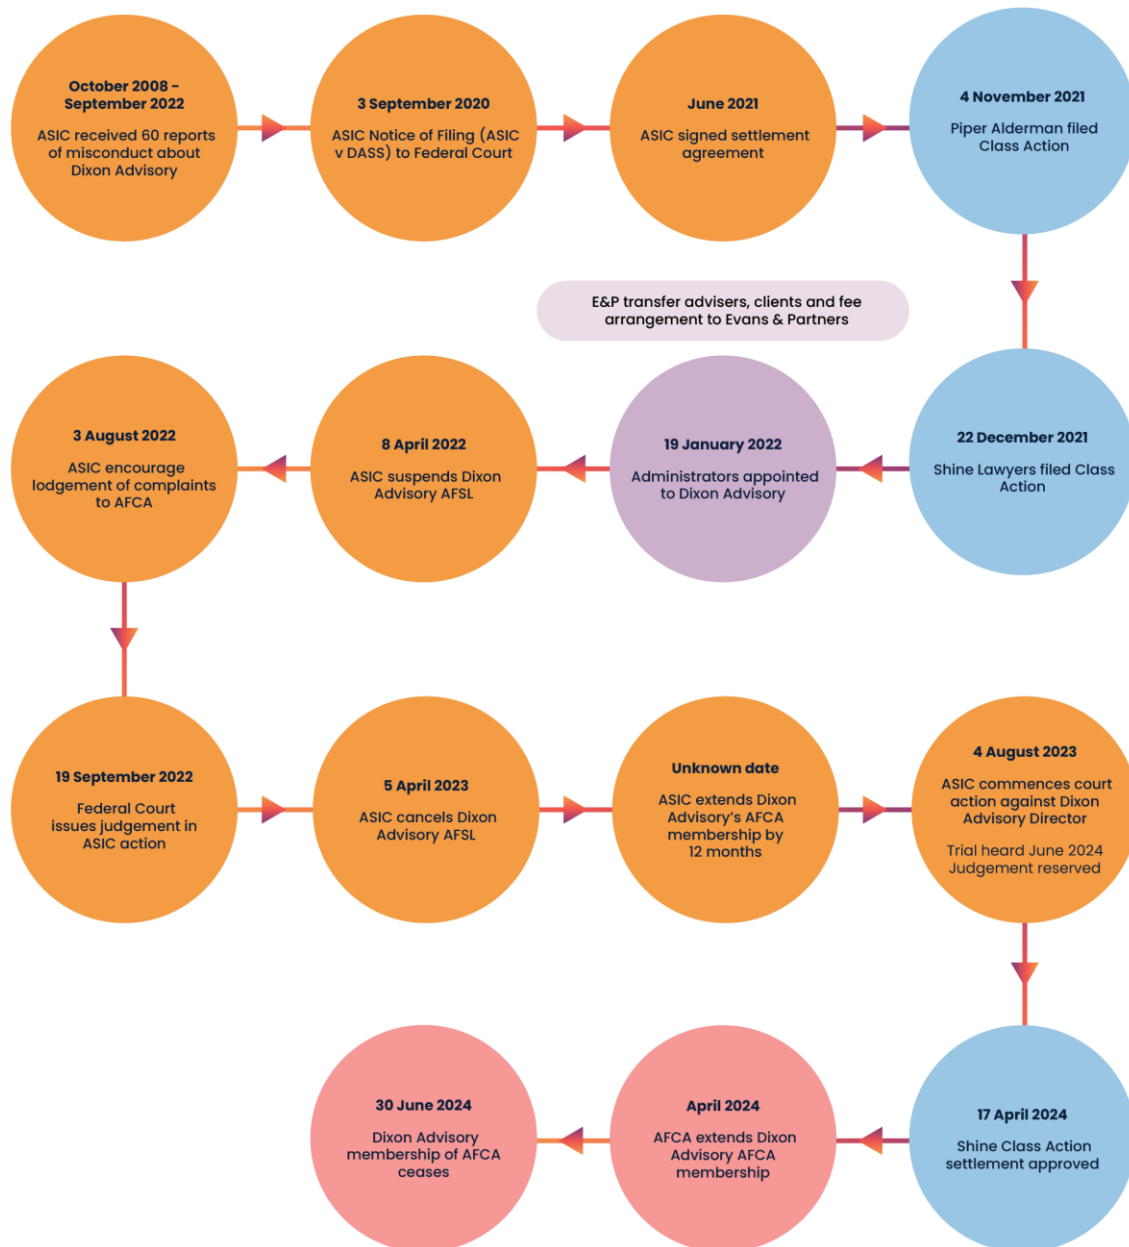 October 2008 -
September 2022
ASIC received 60 reports
of misconduct about
Dixon Advisory
3 September 2020
ASIC Notice of Filing (ASIC
v DASS) to Federal Court
June 2021
ASIC signed settlement
agreement
4 November 2021
Piper Alderman filed
Class Action
E&P transfer advisers, clients and fee
arrangement to Evans & Partners
22 December 2021
Shine Lawyers filed Class
Action
19 January 2022
Administrators appointed
to Dixon Advisory
8 April 2022
ASIC suspends Dixon
Advisory AFSL
3 August 2022
ASIC encourage
lodgement of complaints
to AFCA
19 September 2022
Federal Court
issues judgement in
ASIC action
5 April 2023
ASIC cancels Dixon
Advisory AFSL
Unknown date
ASIC extends Dixon
Advisory's AFCA
membership by
12 months
4 August 2023
ASIC commences court
action against Dixon
Advisory Director
Trial heard June 2024
Judgement reserved
17 April 2024
Shine Class Action
settlement approved
April 2024
AFCA extends Dixon
Advisory AFCA
membership
30 June 2024
Dixon Advisory
membership of AFCA
ceases